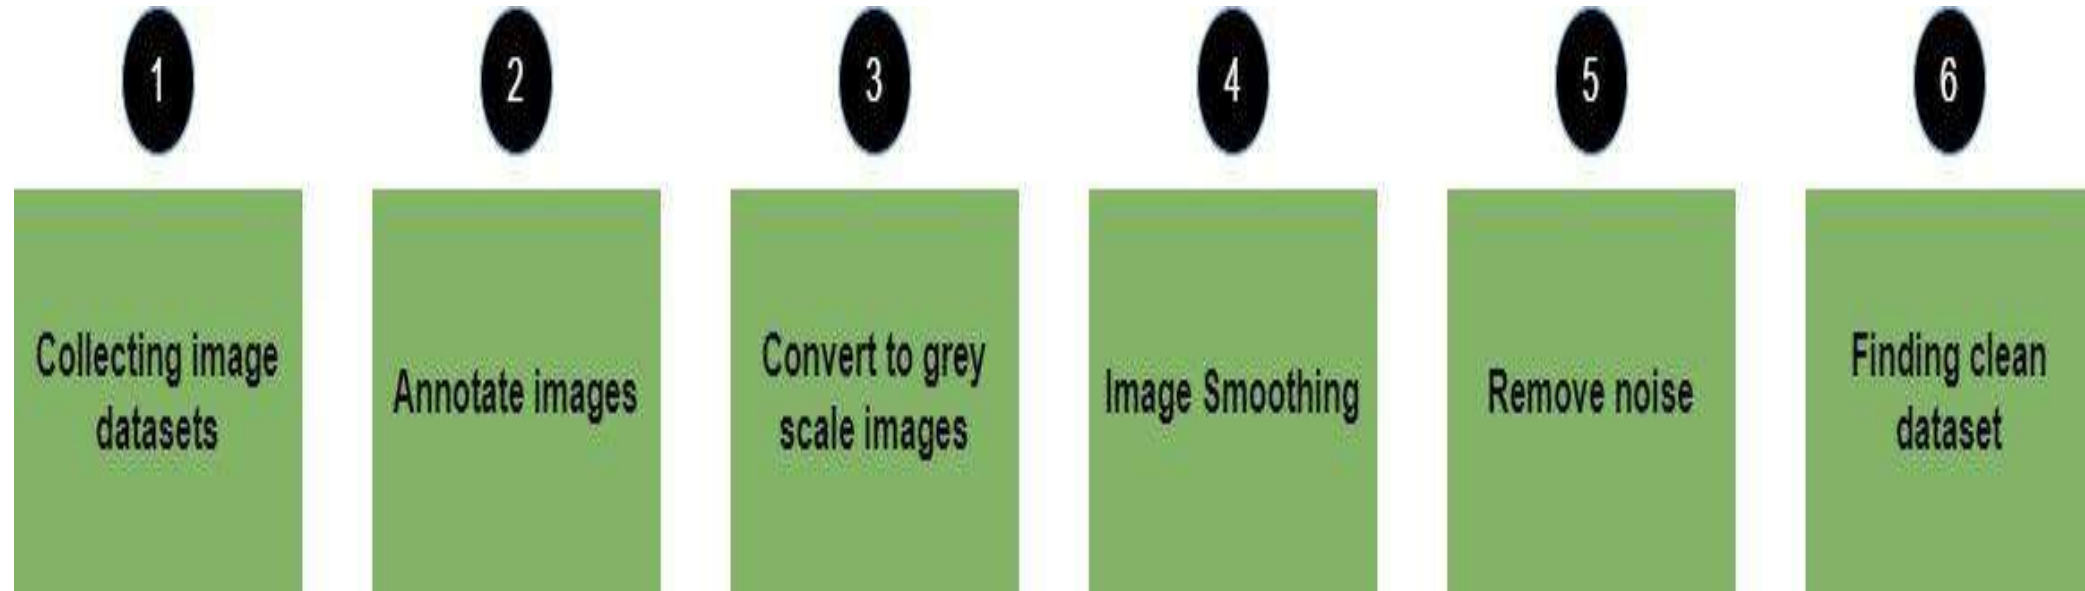 1
2
3
4
5
6
Collecting image
datasets
Annotate images
Convert to grey
scale images
Image Smoothing
Remove noise
Finding clean
dataset